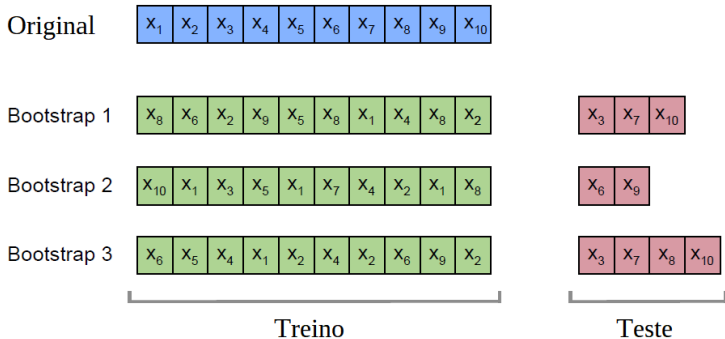 Original x₁ x₂ x₃ x₄ x₅ x₆ x₇ x₈ x₉ x₁₀
Bootstrap 1 x₈ x₆ x₂ x₉ x₅ x₈ x₁ x₄ x₈ x₂ x₃ x₇ x₁₀
Bootstrap 2 x₁₀ x₁ x₃ x₅ x₁ x₇ x₄ x₂ x₁ x₈ x₆ x₉
Bootstrap 3 x₆ x₅ x₄ x₁ x₂ x₄ x₂ x₆ x₉ x₂ x₃ x₇ x₈ x₁₀
Treino Teste